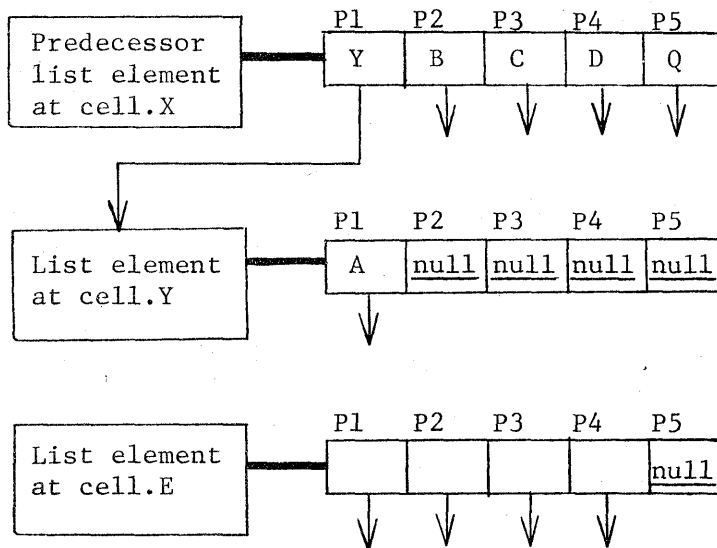 P1 P2 P3 P4 P5
Predecessor
list element
at cell.X
Y B C D Q
P1 P2 P3 P4 P5
List element
at cell.Y
A null null null null
P1 P2 P3 P4 P5
List element
at cell.E
null